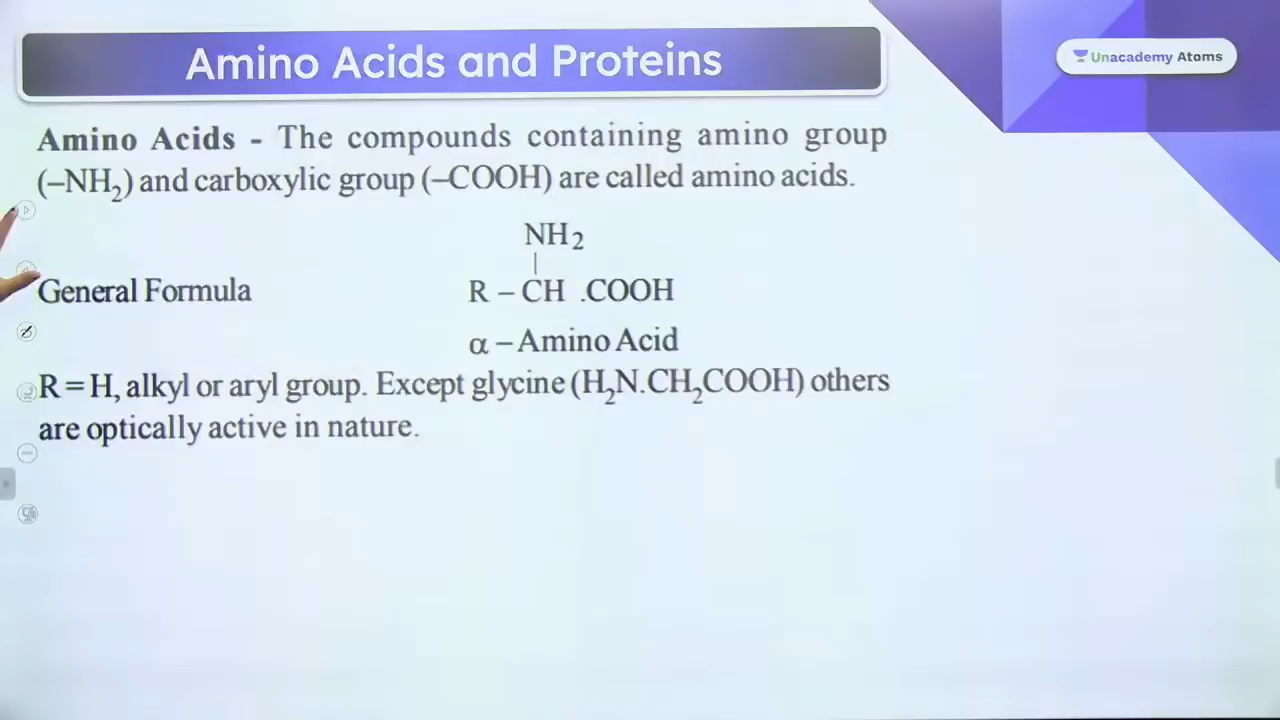 Amino Acids and Proteins
Unacademy Atoms
Amino Acids - The compounds containing amino group
(–NH₂) and carboxylic group (–COOH) are called amino acids.
NH₂
|
General Formula R – CH .COOH
α – Amino Acid
R = H, alkyl or aryl group. Except glycine (H₂N.CH₂COOH) others
are optically active in nature.